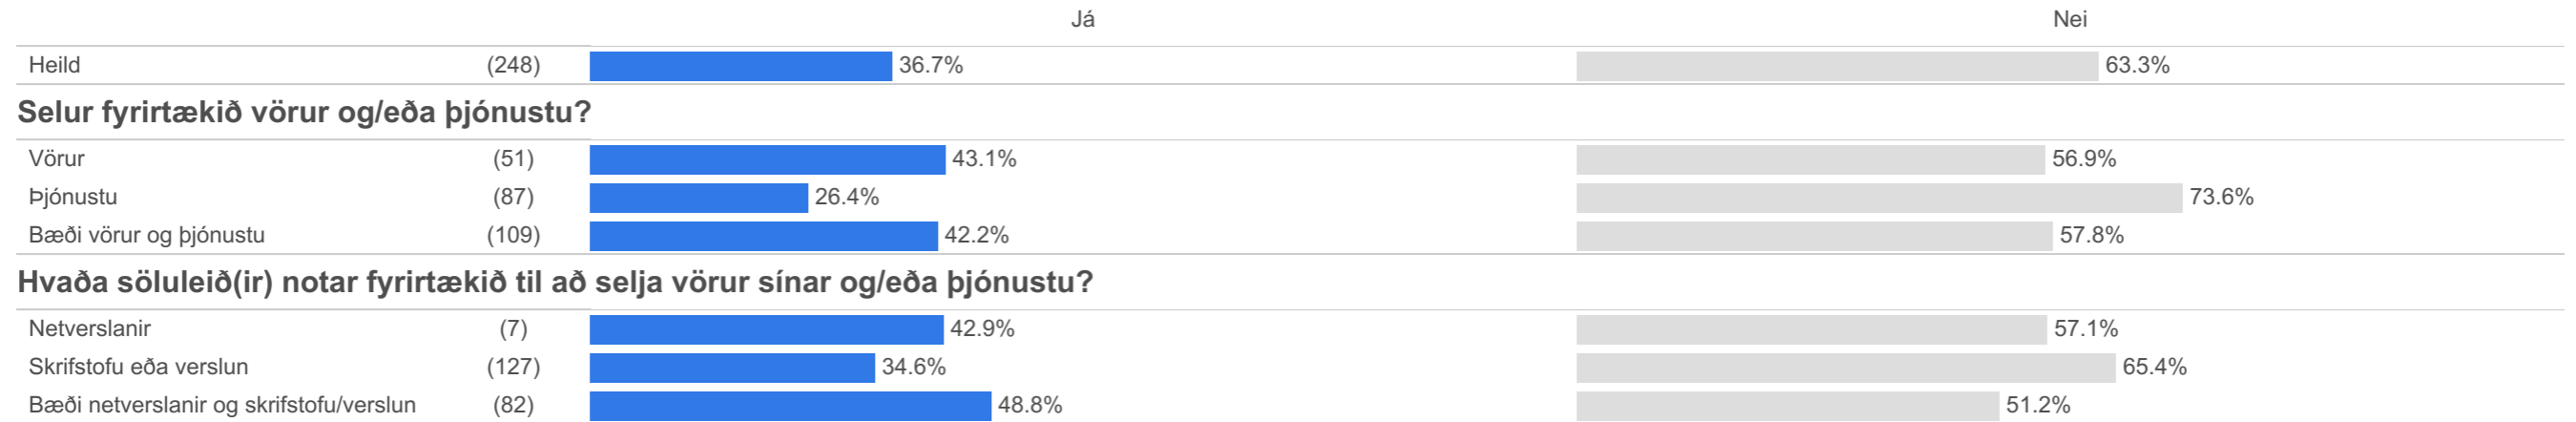 Já Nei
Heild (248) 36.7% 63.3%
Selur fyrirtækið vörur og/eða þjónustu?
Vörur (51) 43.1% 56.9%
Þjónustu (87) 26.4% 73.6%
Bæði vörur og þjónustu (109) 42.2% 57.8%
Hvaða söluleið(ir) notar fyrirtækið til að selja vörur sínar og/eða þjónustu?
Netverslanir (7) 42.9% 57.1%
Skrifstofu eða verslun (127) 34.6% 65.4%
Bæði netverslanir og skrifstofu/verslun (82) 48.8% 51.2%